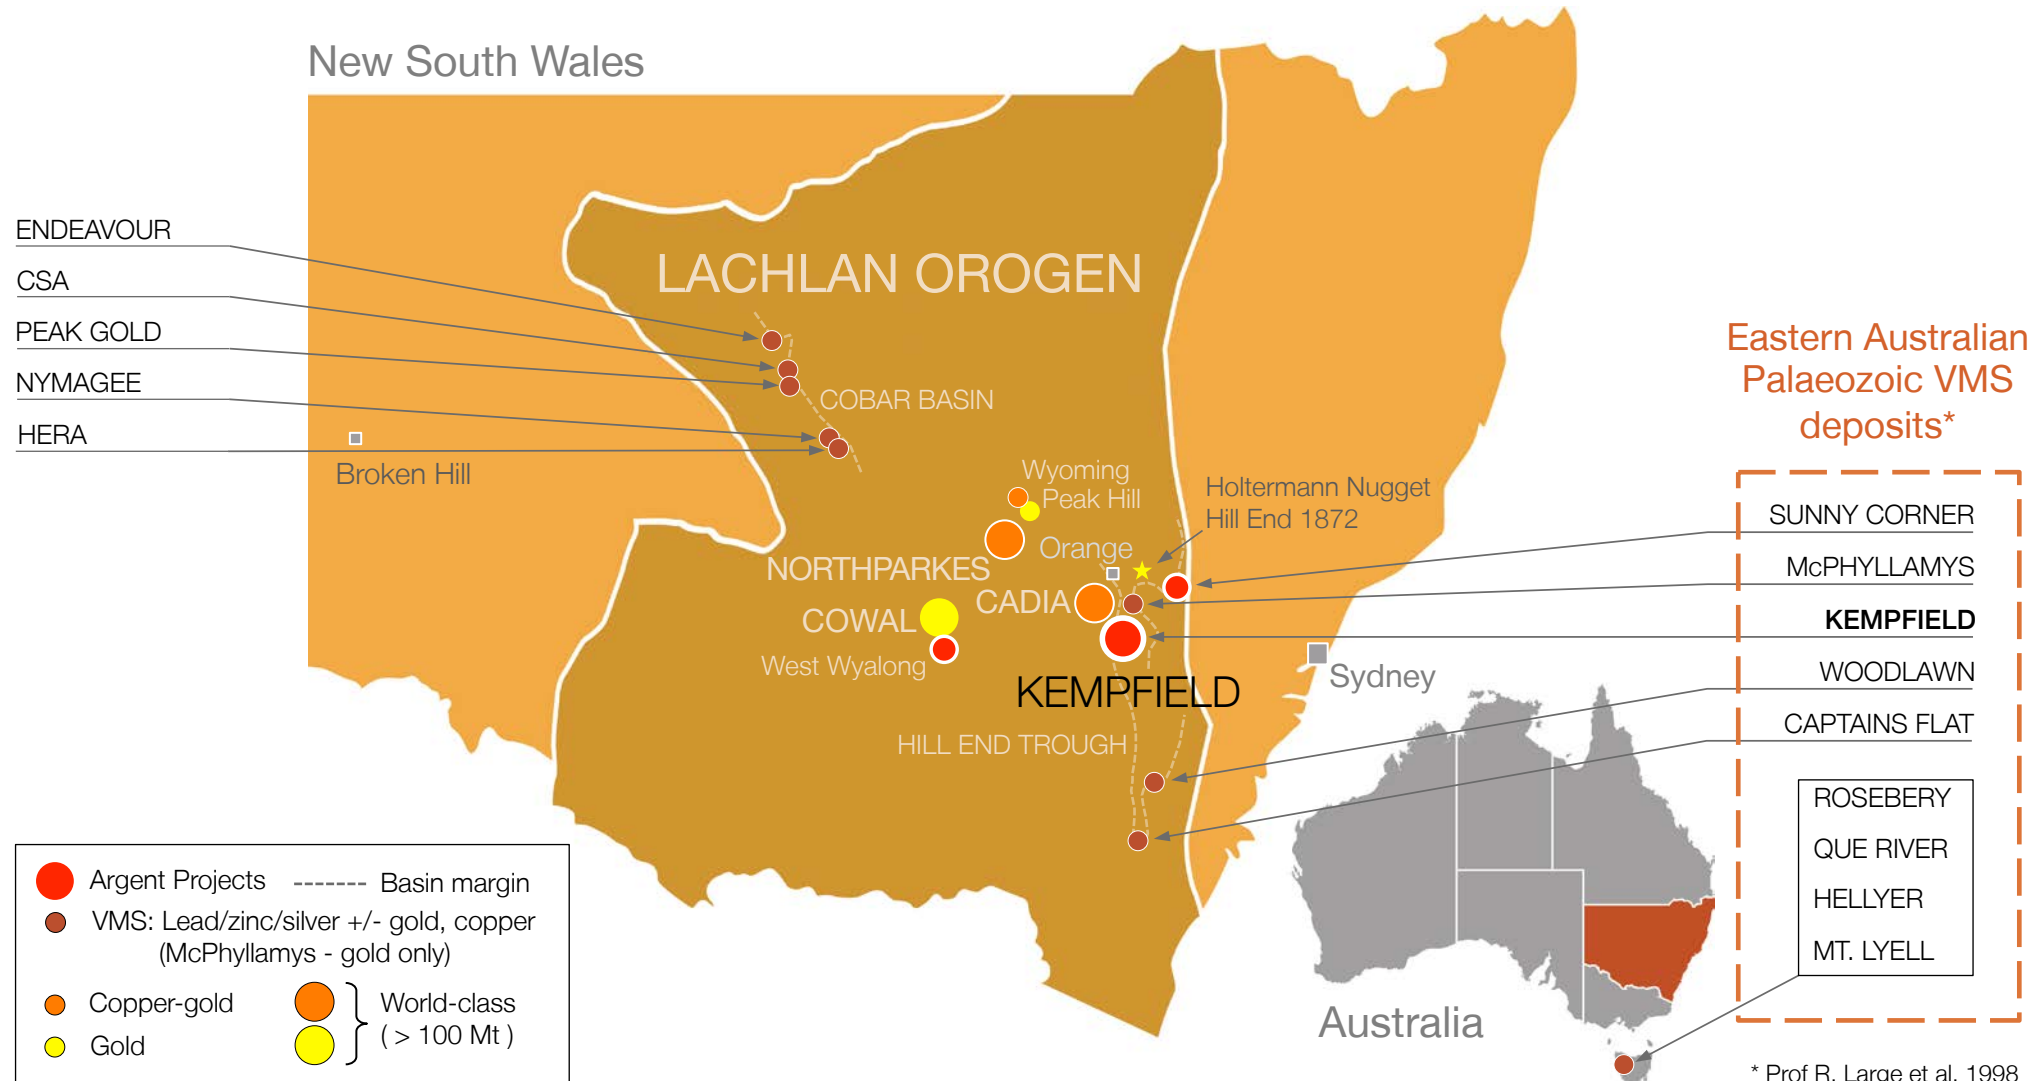 New South Wales
ENDEAVOUR
CSA
PEAK GOLD
NYMAGEE
HERA
Broken Hill
LACHLAN OROGEN
COBAR BASIN
Wyoming
Peak Hill
Holtermann Nugget
Hill End 1872
Orange
NORTHPARKES
CADIA
COWAL
West Wyalong
KEMPFIELD
HILL END TROUGH
Sydney
Eastern Australian
Palaeozoic VMS
deposits*
SUNNY CORNER
McPHYLLAMYS
KEMPFIELD
WOODLAWN
CAPTAINS FLAT
ROSEBERY
QUE RIVER
HELLYER
MT. LYELL
Australia
* Prof R. Large et al. 1998
Argent Projects
------- Basin margin
VMS: Lead/zinc/silver +/- gold, copper
(McPhyllamys - gold only)
Copper-gold
Gold
World-class
( > 100 Mt )